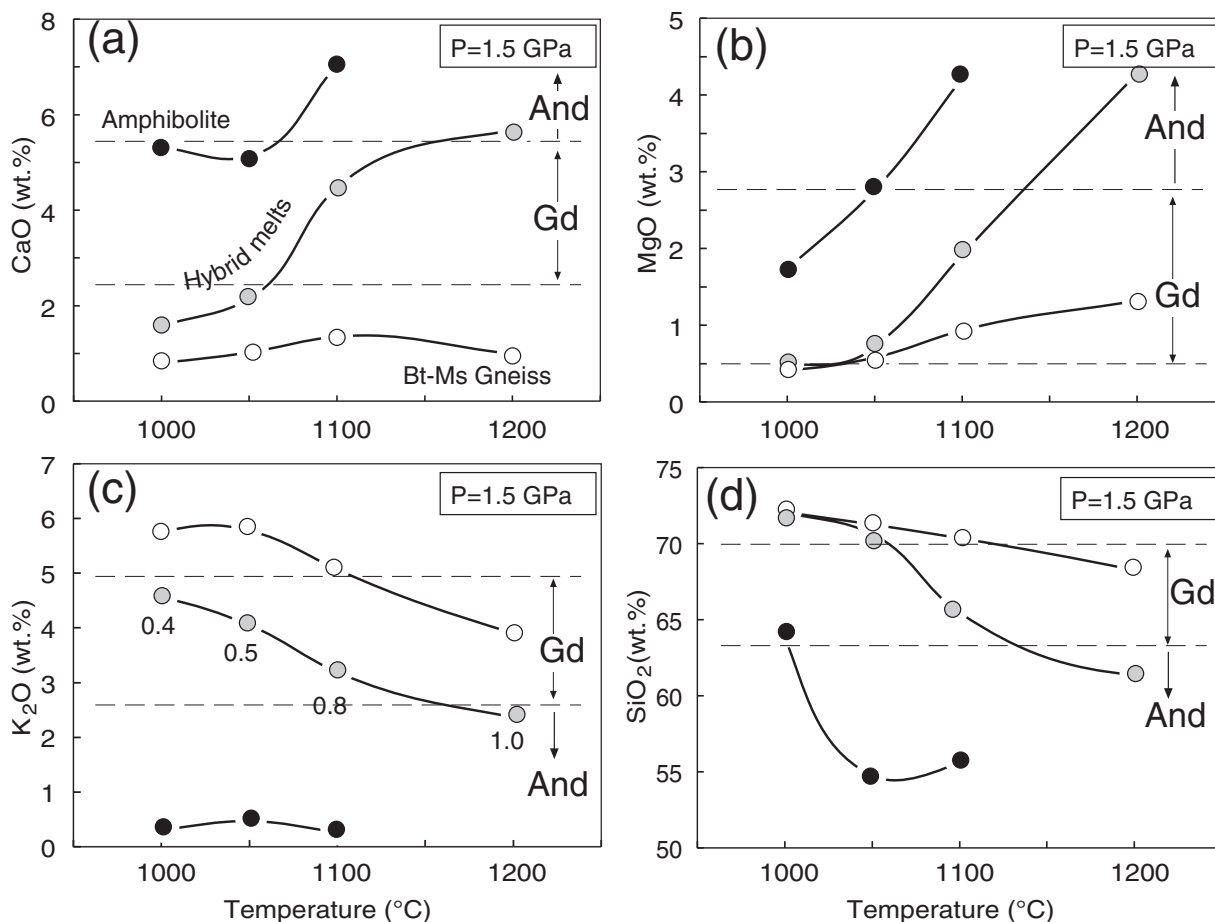 (a)
P=1.5 GPa
8
7
6
5
4
3
2
1
0
CaO (wt.%)
Amphibolite
Hybrid melts
Bt-Ms Gneiss
And
Gd
1000
1100
1200
(b)
P=1.5 GPa
5
4
3
2
1
0
MgO (wt.%)
And
Gd
1000
1100
1200
(c)
P=1.5 GPa
7
6
5
4
3
2
1
0
K2O (wt.%)
0.4
0.5
0.8
1.0
Gd
And
1000
1100
1200
Temperature (°C)
(d)
P=1.5 GPa
75
70
65
60
55
50
SiO2(wt.%)
Gd
And
1000
1100
1200
Temperature (°C)